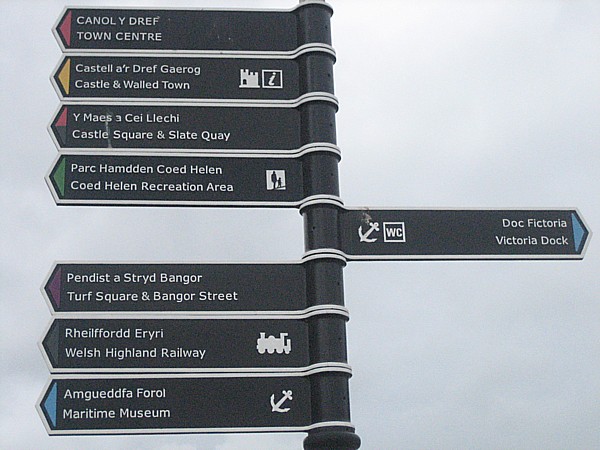 CANOL Y DREF
TOWN CENTRE
Castell a'r Dref Gaerog
Castle & Walled Town
i
Y Maes a Cei Llechi
Castle Square & Slate Quay
Parc Hamdden Coed Helen
Coed Helen Recreation Area
WC
Doc Fictoria
Victoria Dock
Pendist a Stryd Bangor
Turf Square & Bangor Street
Rheilffordd Eryri
Welsh Highland Railway
Amgueddfa Forol
Maritime Museum